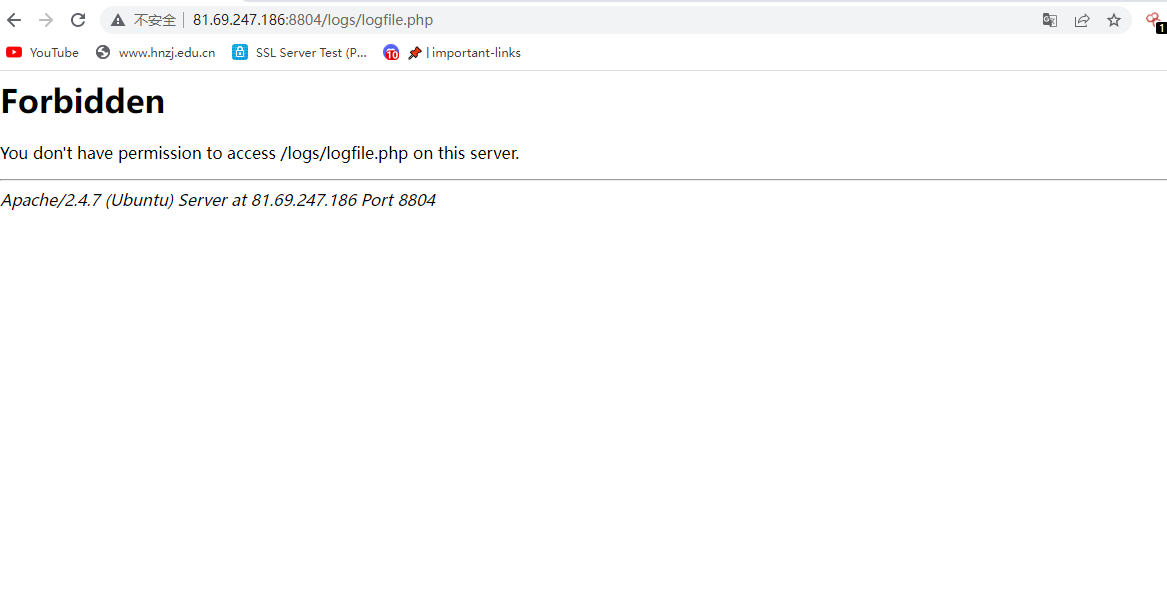 不安全 81.69.247.186:8804/logs/logfile.php
1
YouTube www.hnzj.edu.cn SSL Server Test (P... 10 | important-links
Forbidden
You don't have permission to access /logs/logfile.php on this server.
Apache/2.4.7 (Ubuntu) Server at 81.69.247.186 Port 8804